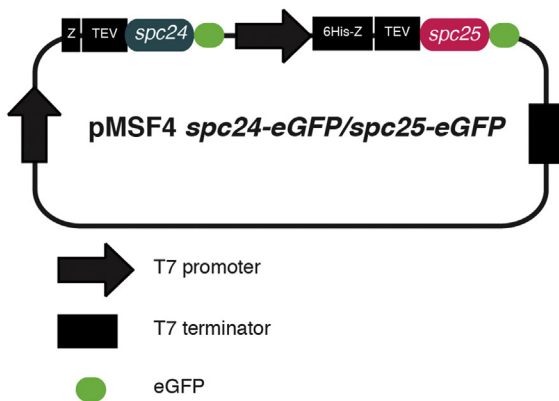 Z TEV spc24 6His-Z TEV spc25
pMSF4 spc24-eGFP/spc25-eGFP
T7 promoter
T7 terminator
eGFP